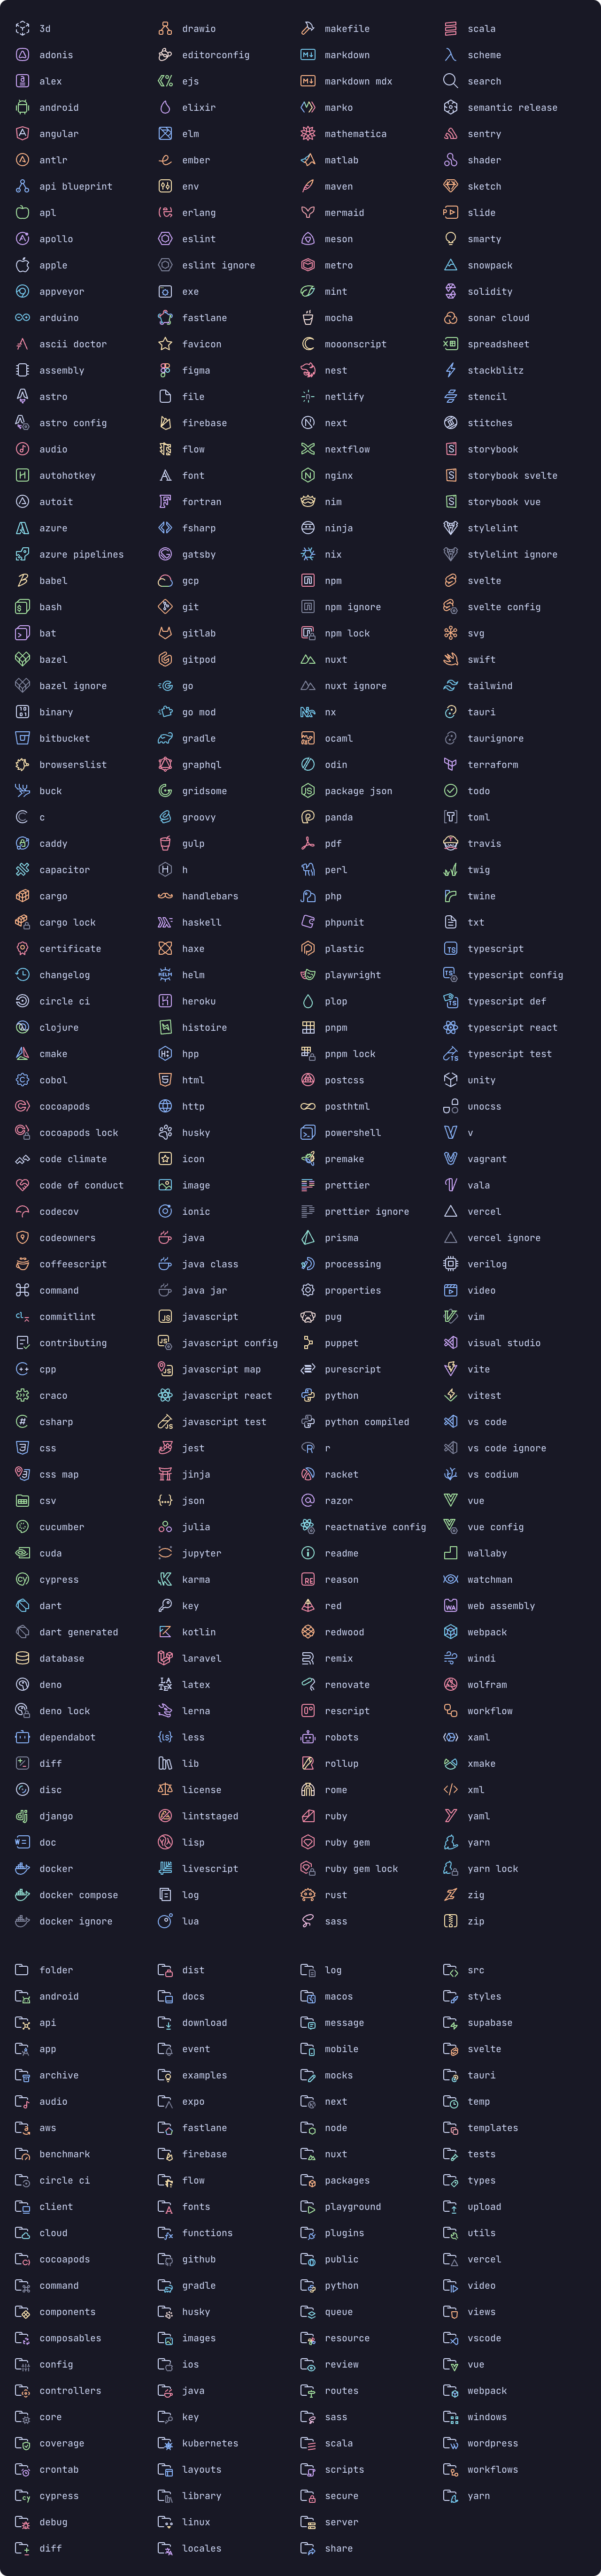 3d
adonis
alex
android
angular
antlr
api blueprint
apl
apollo
apple
appveyor
arduino
ascii doctor
assembly
astro
astro config
audio
autohotkey
autoit
azure
azure pipelines
babel
bash
bat
bazel
bazel ignore
binary
bitbucket
browserslist
buck
c
caddy
capacitor
cargo
cargo lock
certificate
changelog
circle ci
clojure
cmake
cobol
cocoapods
cocoapods lock
code climate
code of conduct
codecov
codeowners
coffeescript
command
commitlint
contributing
cpp
craco
csharp
css
css map
csv
cucumber
cuda
cypress
dart
dart generated
database
deno
deno lock
dependabot
diff
disc
django
doc
docker
docker compose
docker ignore
drawio
editorconfig
ejs
elixir
elm
ember
env
erlang
eslint
eslint ignore
exe
fastlane
favicon
figma
file
firebase
flow
font
fortran
fsharp
gatsby
gcp
git
gitlab
gitpod
go
go mod
gradle
graphql
gridsome
groovy
gulp
h
handlebars
haskell
haxe
helm
heroku
histoire
hpp
html
http
husky
icon
image
ionic
java
java class
java jar
javascript
javascript config
javascript map
javascript react
javascript test
jest
jinja
json
julia
jupyter
karma
key
kotlin
laravel
latex
lerna
less
lib
license
lintstaged
lisp
livescript
log
lua
makefile
markdown
markdown mdx
marko
mathematica
matlab
maven
mermaid
meson
metro
mint
mocha
mooonscript
nest
netlify
next
nextflow
nginx
nim
ninja
nix
npm
npm ignore
npm lock
nuxt
nuxt ignore
nx
ocaml
odin
package json
panda
pdf
perl
php
phpunit
plastic
playwright
plop
pnpm
pnpm lock
postcss
posthtml
powershell
premake
prettier
prettier ignore
prisma
processing
properties
pug
puppet
purescript
python
python compiled
r
racket
razor
reactnative config
readme
reason
red
redwood
remix
renovate
rescript
robots
rollup
rome
ruby
ruby gem
ruby gem lock
rust
sass
scala
scheme
search
semantic release
sentry
shader
sketch
slide
smarty
snowpack
solidity
sonar cloud
spreadsheet
stackblitz
stencil
stitches
storybook
storybook svelte
storybook vue
stylelint
stylelint ignore
svelte
svelte config
svg
swift
tailwind
tauri
taurignore
terraform
todo
toml
travis
twig
twine
txt
typescript
typescript config
typescript def
typescript react
typescript test
unity
unocss
v
vagrant
vala
vercel
vercel ignore
verilog
video
vim
visual studio
vite
vitest
vs code
vs code ignore
vs codium
vue
vue config
wallaby
watchman
web assembly
webpack
windi
wolfram
workflow
xaml
xmake
xml
yaml
yarn
yarn lock
zig
zip
folder
android
api
app
archive
audio
aws
benchmark
circle ci
client
cloud
cocoapods
command
components
composables
config
controllers
core
coverage
crontab
cypress
debug
diff
dist
docs
download
event
examples
expo
fastlane
firebase
flow
fonts
functions
github
gradle
husky
images
ios
java
key
kubernetes
layouts
library
linux
locales
log
macos
message
mobile
mocks
next
node
nuxt
packages
playground
plugins
public
python
queue
resource
review
routes
sass
scala
scripts
secure
server
share
src
styles
supabase
svelte
tauri
temp
templates
tests
types
upload
utils
vercel
video
views
vscode
vue
webpack
windows
wordpress
workflows
yarn